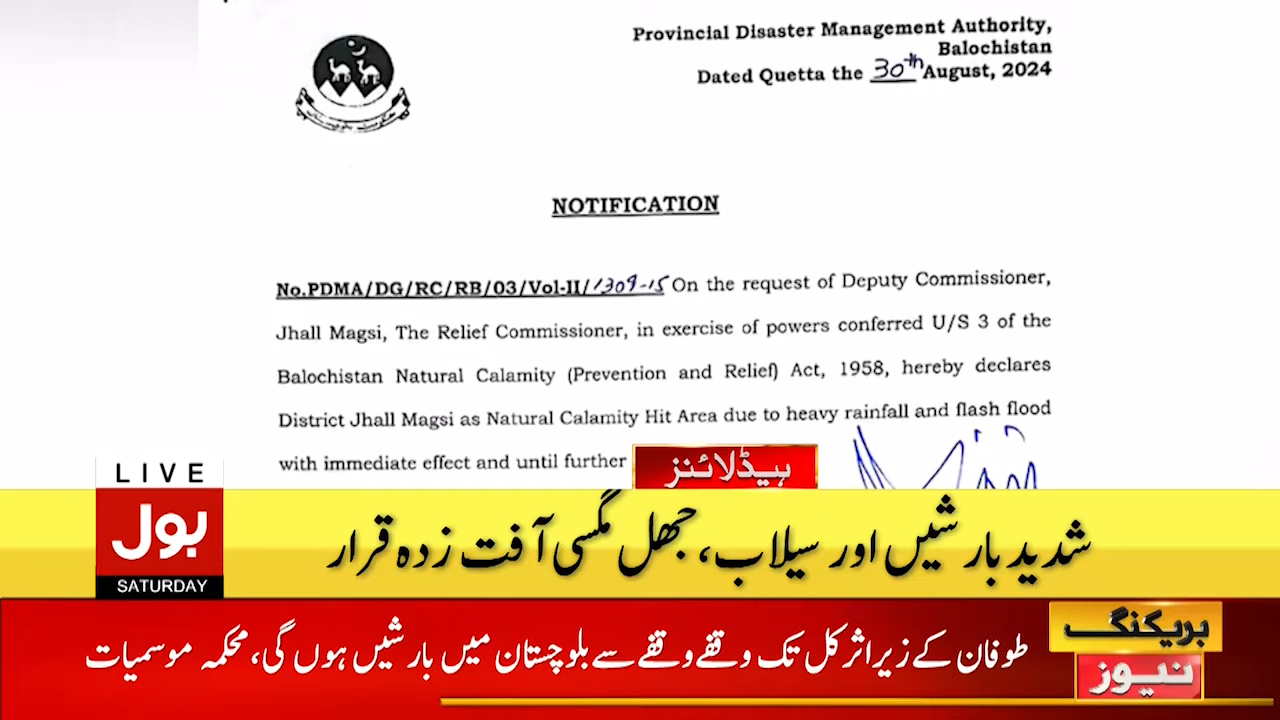 Provincial Disaster Management Authority,
Balochistan
Dated Quetta the 30th August, 2024
حکومت بلوچستان
NOTIFICATION
No.PDMA/DG/RC/RB/03/Vol-II/1309-15 On the request of Deputy Commissioner,
Jhall Magsi, The Relief Commissioner, in exercise of powers conferred U/S 3 of the
Balochistan Natural Calamity (Prevention and Relief) Act, 1958, hereby declares
District Jhall Magsi as Natural Calamity Hit Area due to heavy rainfall and flash flood
with immediate effect and until further
ہیڈلائنز
LIVE
بول
SATURDAY
شدید بارشیں اور سیلاب، جھل مگسی آفت زدہ قرار
بریکنگ
نیوز
طوفان کے زیر اثر کل تک وقفے وقفے سے بلوچستان میں بارشیں ہوں گی، محکمہ موسمیات